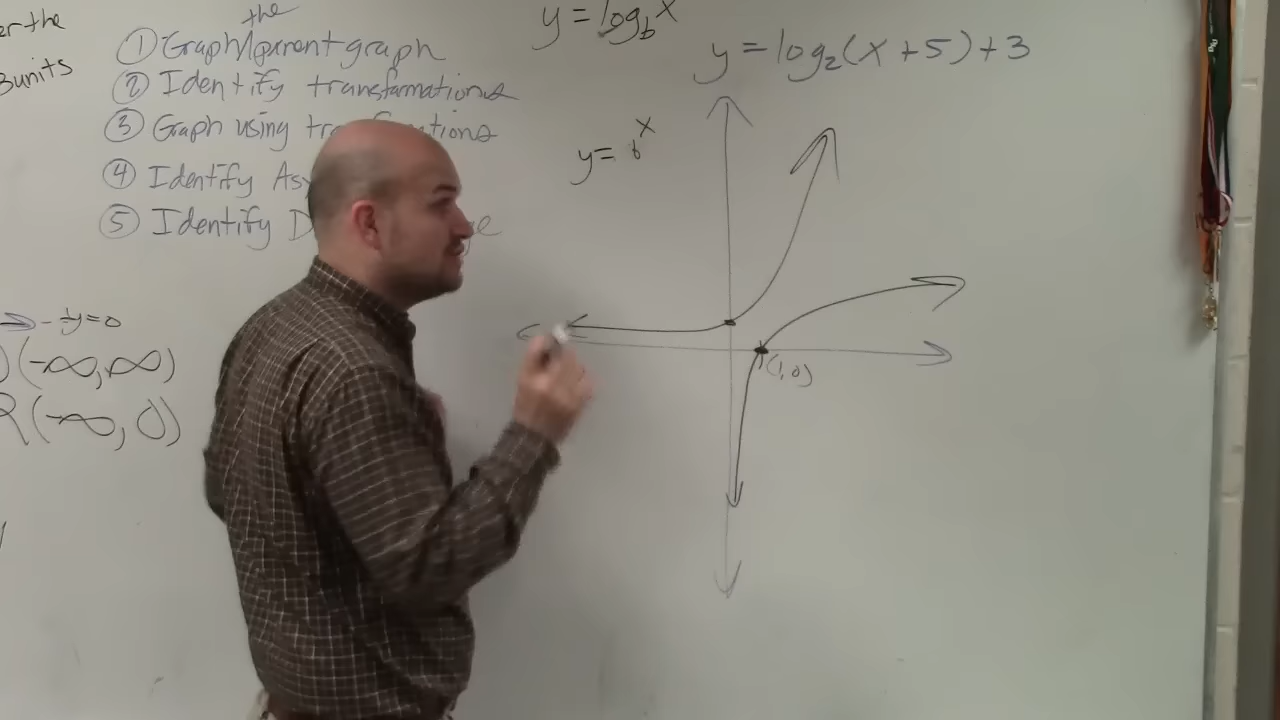 er the
3 units
the
① Graph parent graph
② Identify transformations
③ Graph using
④ Identify As
⑤ Identify D
y = log_b x
y = log₂(x+5)+3
y = b^x
(1,0)
y=0
(-∞,∞)
R (-∞, 0)